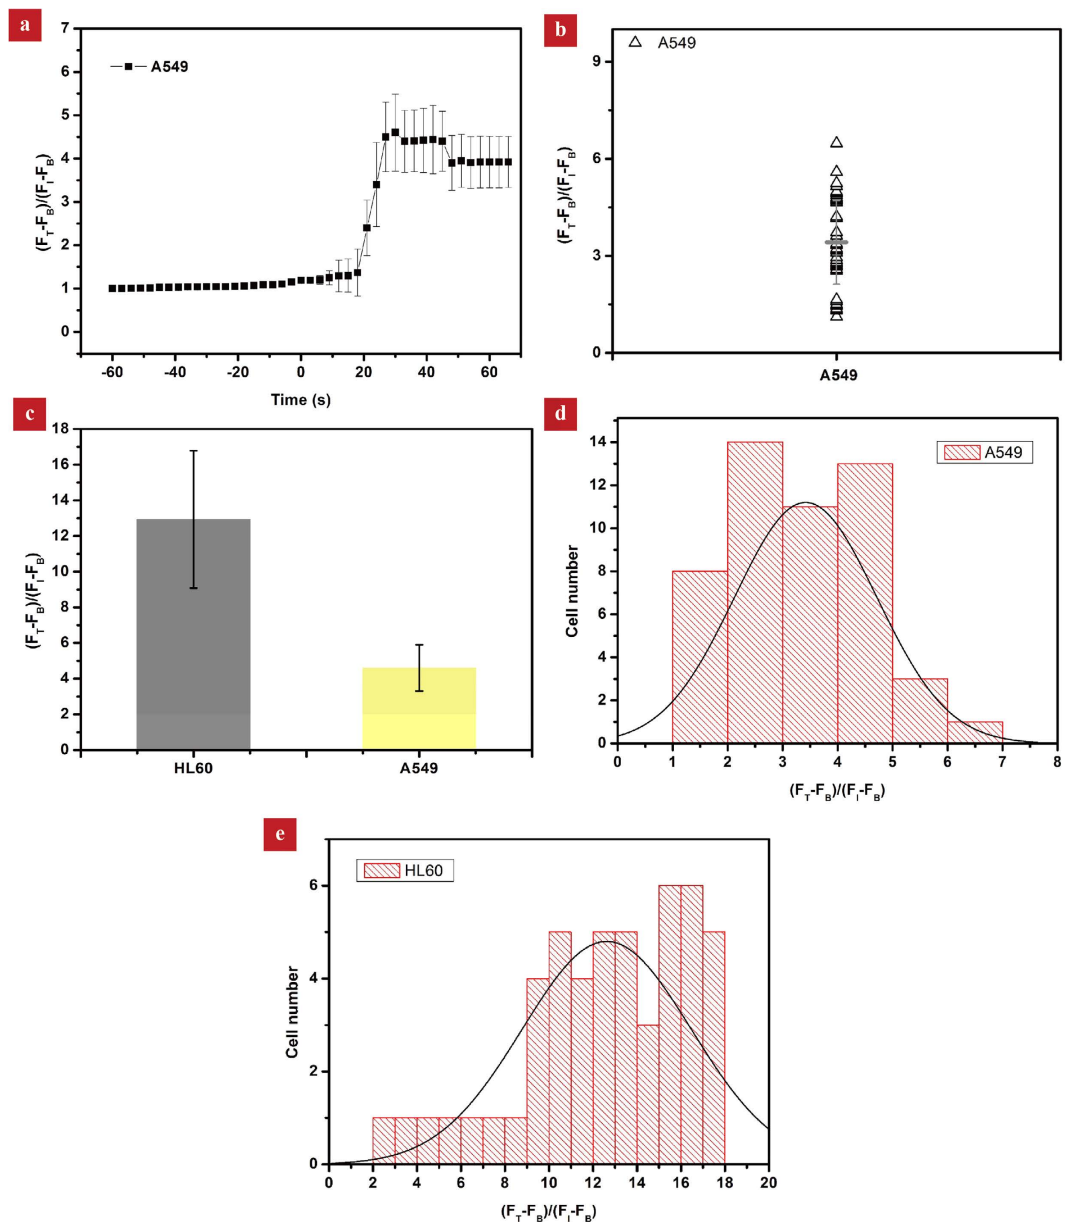 a
7
6
5
4
3
2
1
0
(F_T-F_B)/(F_I-F_B)
A549
-60 -40 -20 0 20 40 60
Time (s)
b
9
6
3
0
(F_T-F_B)/(F_I-F_B)
A549
A549
c
18
16
14
12
10
8
6
4
2
0
(F_T-F_B)/(F_I-F_B)
HL60 A549
d
14
12
10
8
6
4
2
0
Cell number
A549
0 1 2 3 4 5 6 7 8
(F_T-F_B)/(F_I-F_B)
e
6
4
2
0
Cell number
HL60
0 2 4 6 8 10 12 14 16 18 20
(F_T-F_B)/(F_I-F_B)